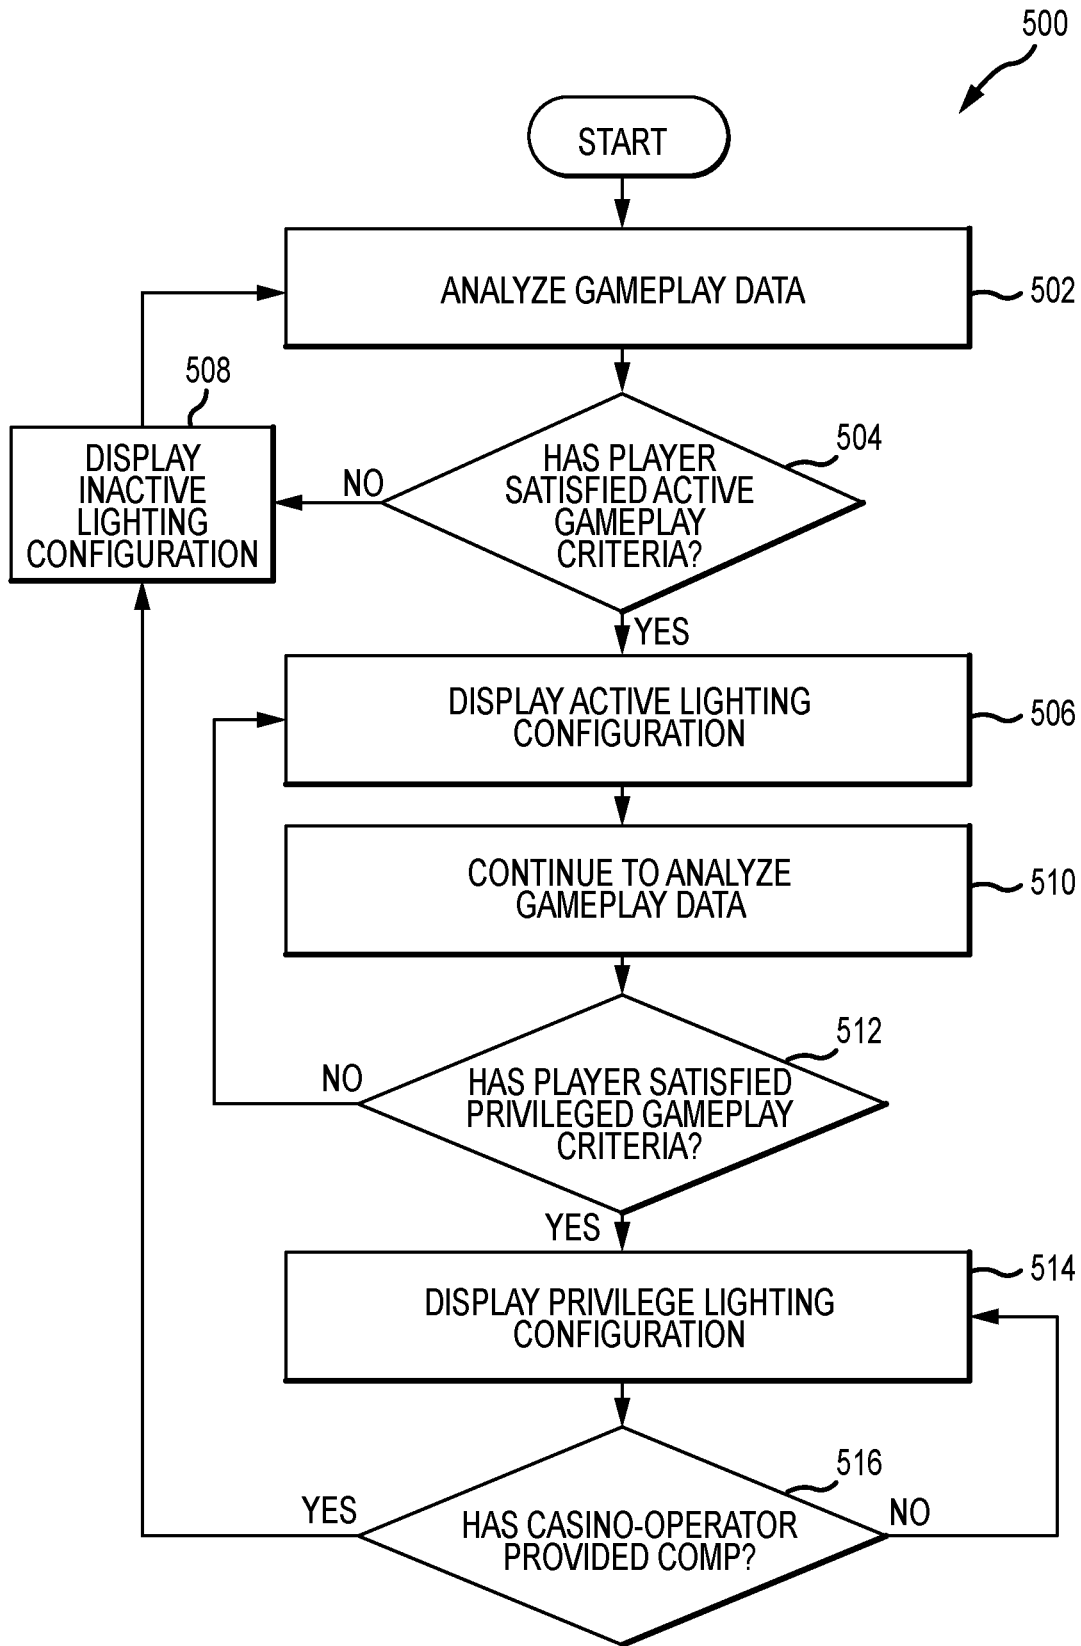 500
START
ANALYZE GAMEPLAY DATA
502
508
DISPLAY
INACTIVE
LIGHTING
CONFIGURATION
NO
HAS PLAYER
SATISFIED ACTIVE
GAMEPLAY
CRITERIA?
504
YES
DISPLAY ACTIVE LIGHTING
CONFIGURATION
506
CONTINUE TO ANALYZE
GAMEPLAY DATA
510
512
NO
HAS PLAYER SATISFIED
PRIVILEGED GAMEPLAY
CRITERIA?
YES
DISPLAY PRIVILEGE LIGHTING
CONFIGURATION
514
516
YES
HAS CASINO-OPERATOR
PROVIDED COMP?
NO